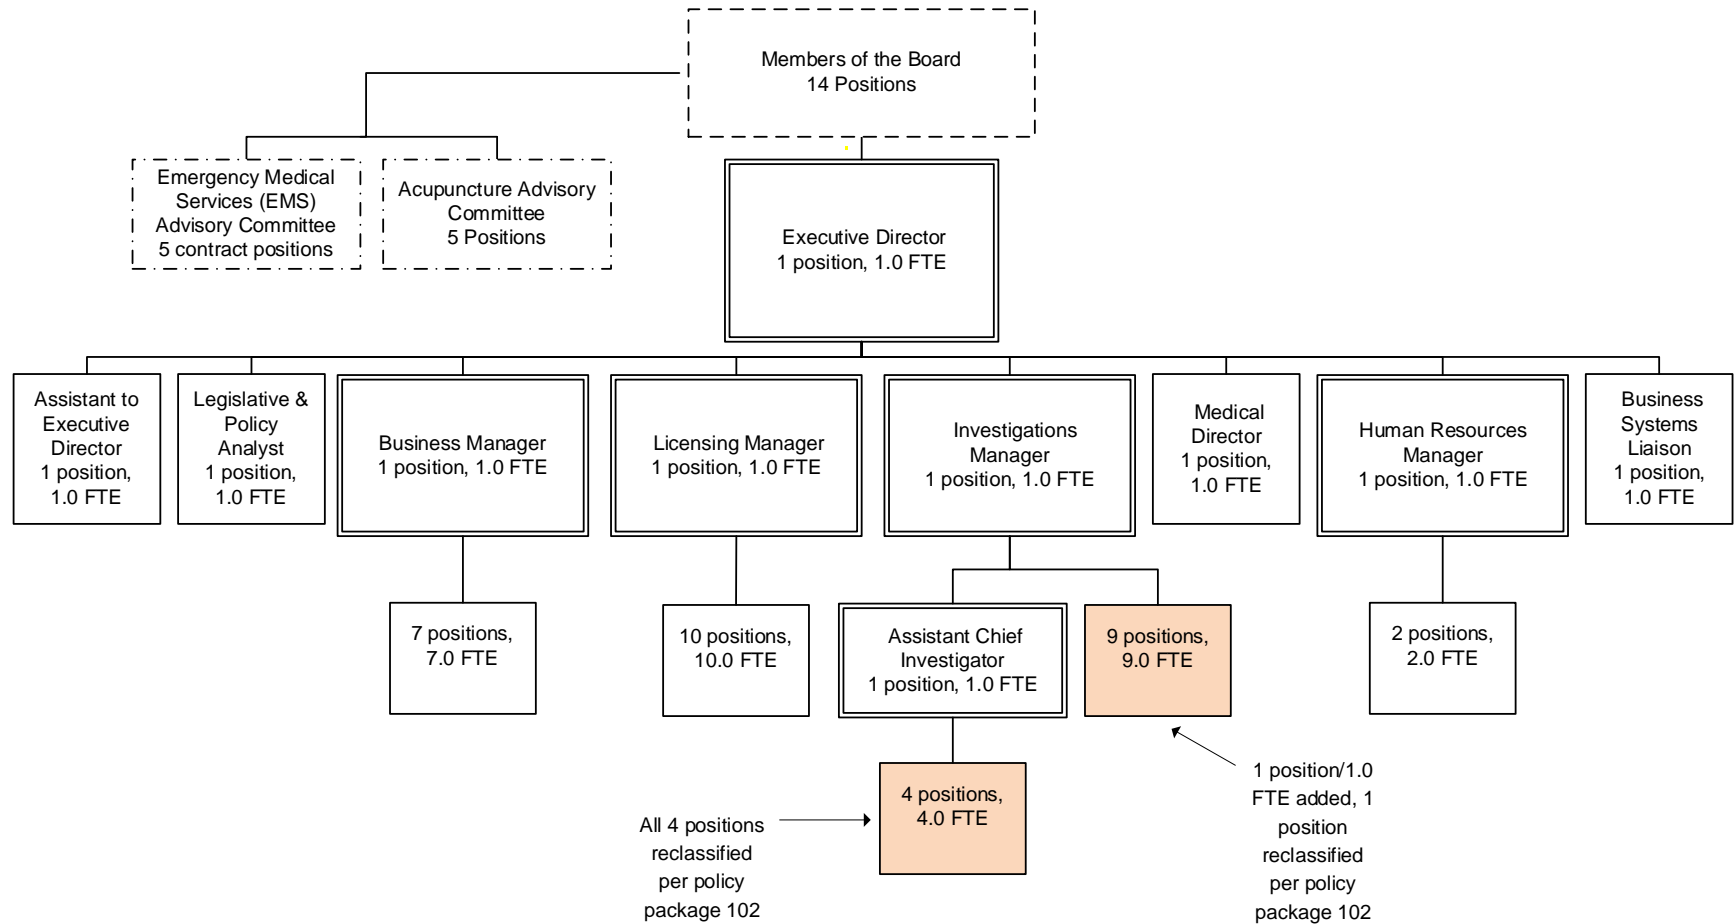 Members of the Board
14 Positions
Emergency Medical
Services (EMS)
Advisory Committee
5 contract positions
Acupuncture Advisory
Committee
5 Positions
Executive Director
1 position, 1.0 FTE
Assistant to
Executive
Director
1 position,
1.0 FTE
Legislative &
Policy
Analyst
1 position,
1.0 FTE
Business Manager
1 position, 1.0 FTE
Licensing Manager
1 position, 1.0 FTE
Investigations
Manager
1 position, 1.0 FTE
Medical
Director
1 position,
1.0 FTE
Human Resources
Manager
1 position, 1.0 FTE
Business
Systems
Liaison
1 position,
1.0 FTE
7 positions,
7.0 FTE
10 positions,
10.0 FTE
Assistant Chief
Investigator
1 position, 1.0 FTE
9 positions,
9.0 FTE
2 positions,
2.0 FTE
4 positions,
4.0 FTE
All 4 positions
reclassified
per policy
package 102
1 position/1.0
FTE added, 1
position
reclassified
per policy
package 102